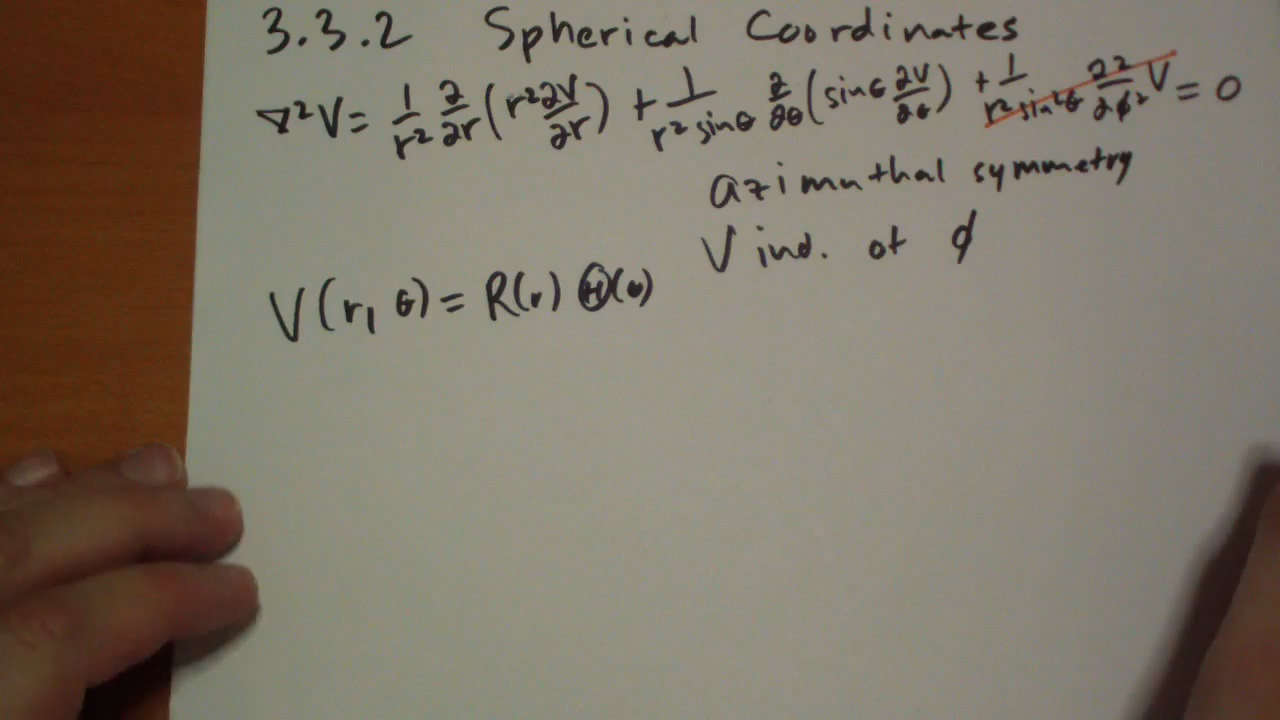 3.3.2 Spherical Coordinates
∇²V = 1/r² ∂/∂r (r² ∂V/∂r) + 1/(r² sinθ) ∂/∂θ (sinθ ∂V/∂θ) + 1/(r² sin²θ) ∂²/∂φ² V = 0
azimuthal symmetry
V ind. of φ
V(r, θ) = R(r) Θ(θ)